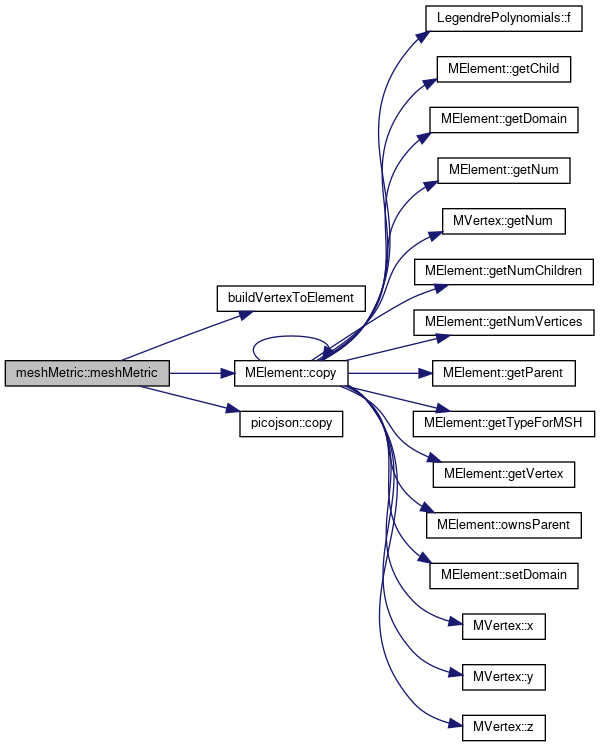 LegendrePolynomials::f
MElement::getChild
MElement::getDomain
MElement::getNum
MVertex::getNum
MElement::getNumChildren
buildVertexToElement
MElement::getNumVertices
meshMetric::meshMetric
MElement::copy
MElement::getParent
picojson::copy
MElement::getTypeForMSH
MElement::getVertex
MElement::ownsParent
MElement::setDomain
MVertex::x
MVertex::y
MVertex::z